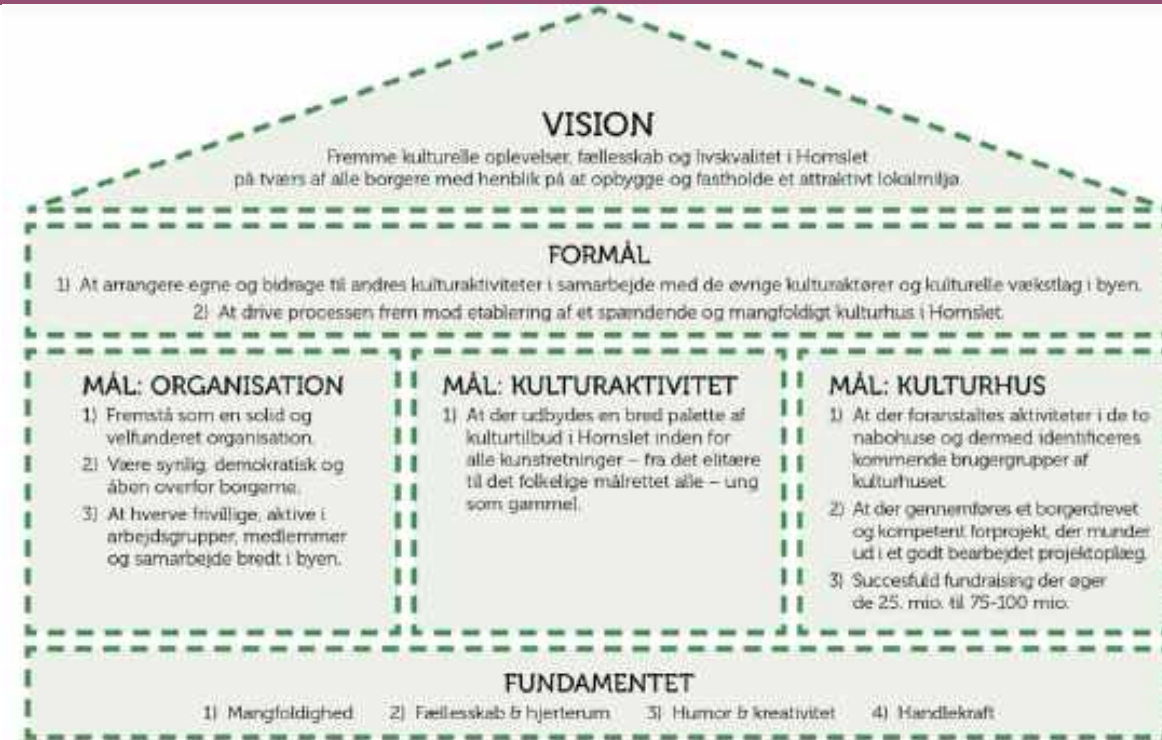 VISION
Fremme kulturelle oplevelser, fællesskab og livskvalitet i Hornslet
på tværs af alle borgere med henblik på at opbygge og fastholde et attraktivt lokalmiljø.
FORMÅL
1) At arrangere egne og bidrage til andres kulturaktiviteter i samarbejde med de øvrige kulturaktører og kulturelle vækstlag i byen.
2) At drive processen frem mod etablering af et spændende og mangfoldigt kulturhus i Hornslet.
MÅL: ORGANISATION
1) Fremstå som en solid og
velfunderet organisation.
2) Være synlig, demokratisk og
åben overfor borgerne.
3) At hverve frivillige, aktive i
arbejdsgrupper, medlemmer
og samarbejde bredt i byen.
MÅL: KULTURAKTIVITET
1) At der udbydes en bred palette af
kulturtilbud i Hornslet inden for
alle kunstretninger – fra det elitære
til det folkelige målrettet alle – ung
som gammel.
MÅL: KULTURHUS
1) At der foranstaltes aktiviteter i de to
nabohuse og dermed identificeres
kommende brugergrupper af
kulturhuset.
2) At der gennemføres et borgerdrevet
og kompetent forprojekt, der munder
ud i et godt bearbejdet projektoplæg.
3) Succesfuld fundraising der øger
de 25. mio. til 75-100 mio.
FUNDAMENTET
1) Mangfoldighed 2) Fællesskab & hjerterum 3) Humor & kreativitet 4) Handlekraft